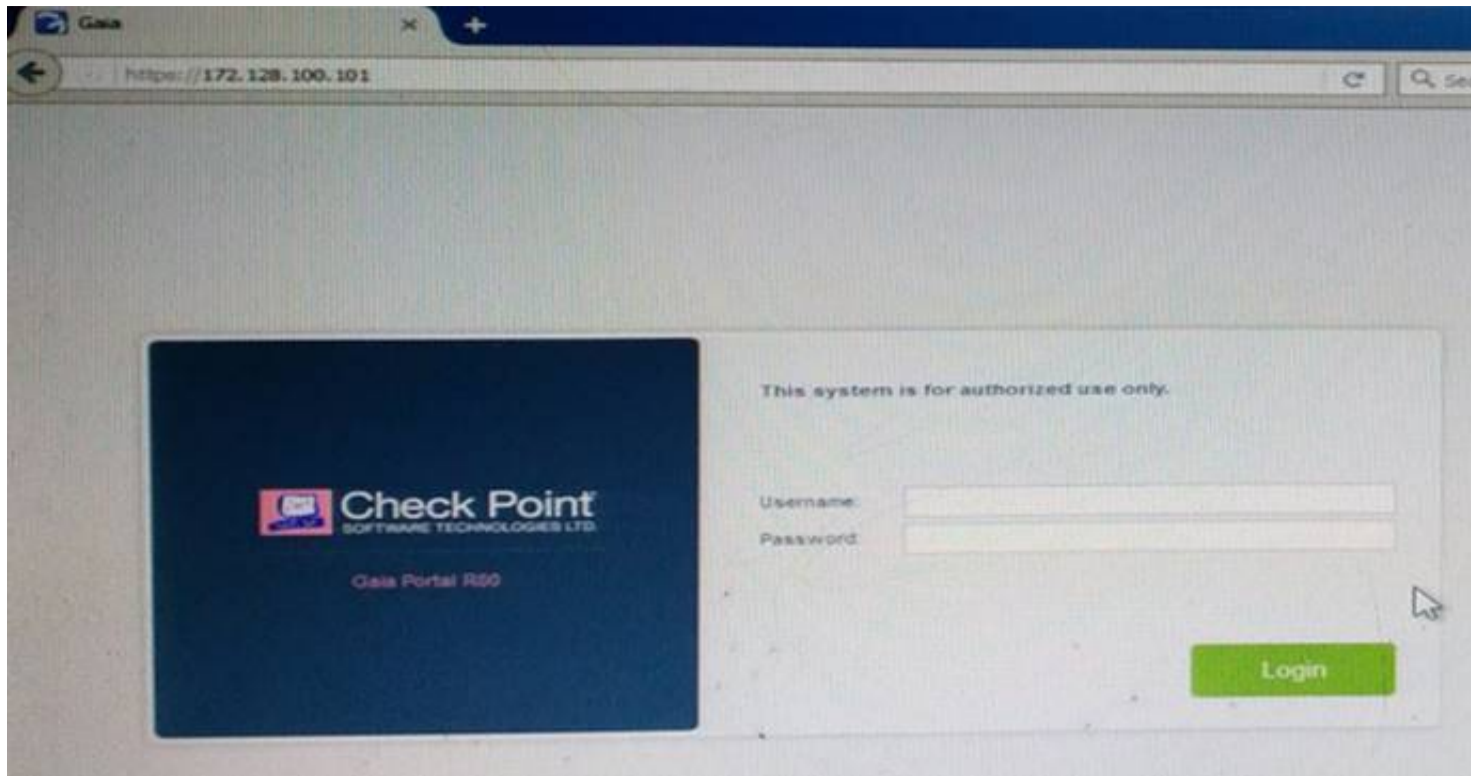 Gaia
https://172.128.100.101
This system is for authorized use only.
Check Point
SOFTWARE TECHNOLOGIES LTD.
Gaia Portal R80
Username:
Password:
Login